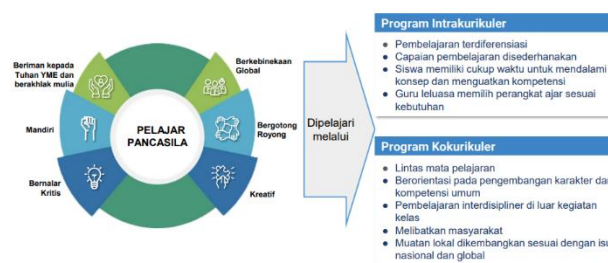 Beriman kepada
Tuhan YME dan
berakhlak mulia
Berkebinekaan
Global
Mandiri
PELAJAR
PANCASILA
Bergotong
Royong
Bernalar
Kritis
Kreatif
Dipelajari
melalui
Program Intrakurikuler
• Pembelajaran terdiferensiasi
• Capaian pembelajaran disederhanakan
• Siswa memiliki cukup waktu untuk mendalami
konsep dan menguatkan kompetensi
• Guru leluasa memilih perangkat ajar sesuai
kebutuhan
Program Kokurikuler
• Lintas mata pelajaran
• Berorientasi pada pengembangan karakter dan
kompetensi umum
• Pembelajaran interdisipliner di luar kegiatan
kelas
• Melibatkan masyarakat
• Muatan lokal dikembangkan sesuai dengan isu
nasional dan global